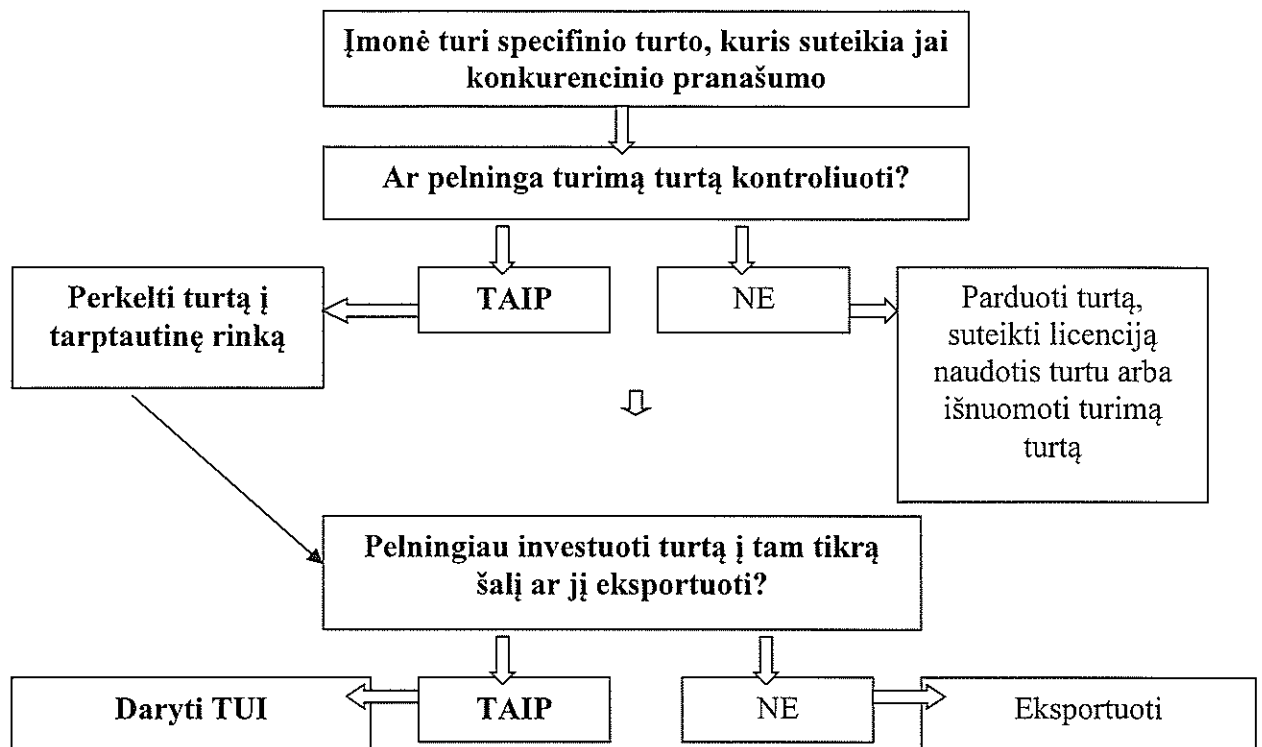 Įmonė turi specifinio turto, kuris suteikia jai
konkurencinio pranašumo
Ar pelninga turimą turtą kontroliuoti?
Perkelti turtą į
tarptautinę rinką
TAIP
NE
Parduoti turtą,
suteikti licenciją
naudotis turtu arba
išnuomoti turimą
turtą
Pelningiau investuoti turtą į tam tikrą
šalį ar jį eksportuoti?
Daryti TUI
TAIP
NE
Eksportuoti